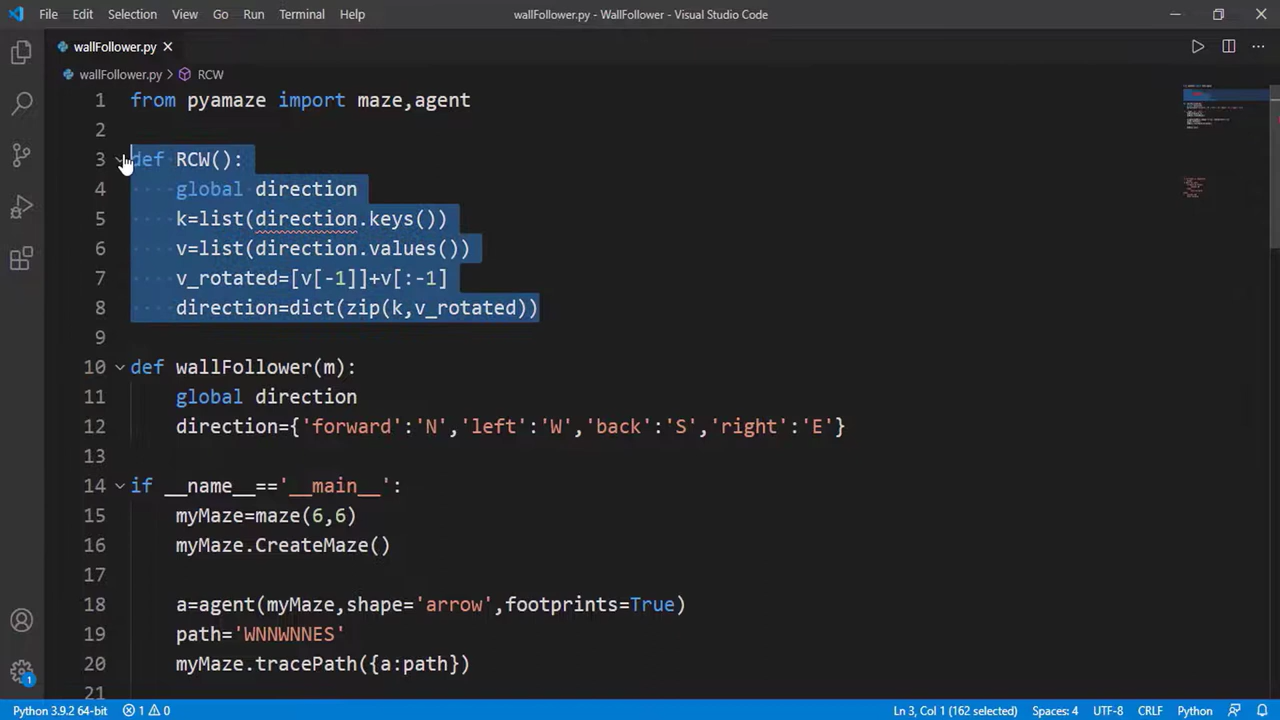 File Edit Selection View Go Run Terminal Help wallFollower.py - WallFollower - Visual Studio Code
wallFollower.py
wallFollower.py > RCW
1 from pyamaze import maze,agent
2
3 def RCW():
4 global direction
5 k=list(direction.keys())
6 v=list(direction.values())
7 v_rotated=[v[-1]]+v[:-1]
8 direction=dict(zip(k,v_rotated))
9
10 def wallFollower(m):
11 global direction
12 direction={'forward':'N','left':'W','back':'S','right':'E'}
13
14 if __name__=='__main__':
15 myMaze=maze(6,6)
16 myMaze.CreateMaze()
17
18 a=agent(myMaze,shape='arrow',footprints=True)
19 path='WNNWNNES'
20 myMaze.tracePath({a:path})
21
1
Python 3.9.2 64-bit 1 0 Ln 3, Col 1 (162 selected) Spaces: 4 UTF-8 CRLF Python